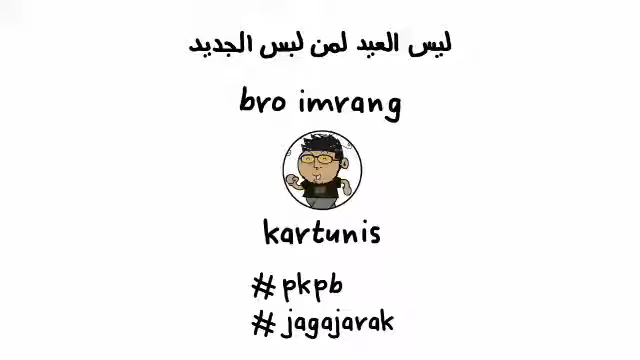 ليس العيد لمن لبس الجديد
bro imrang
kartunis
#pkpb
#jagajarak